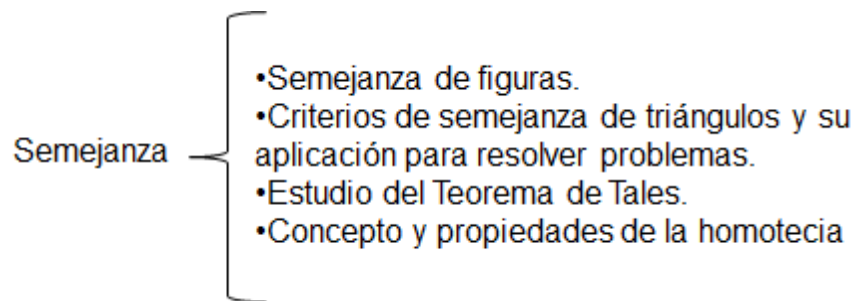 Semejanza
•Semejanza de figuras.
•Criterios de semejanza de triángulos y su
aplicación para resolver problemas.
•Estudio del Teorema de Tales.
•Concepto y propiedades de la homotecia